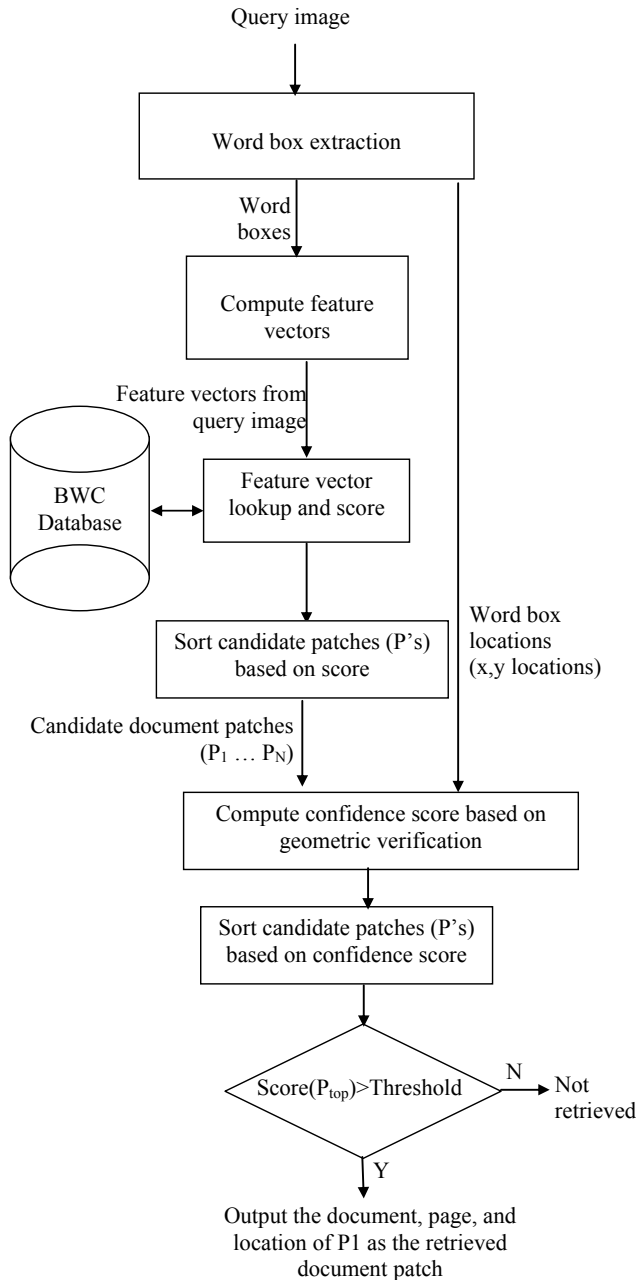 Query image
Word box extraction
Word
boxes
Compute feature
vectors
Feature vectors from
query image
BWC
Database
Feature vector
lookup and score
Word box
locations
(x,y locations)
Sort candidate patches (P’s)
based on score
Candidate document patches
(P₁ … P_N)
Compute confidence score based on
geometric verification
Sort candidate patches (P’s)
based on confidence score
Score(P_top)>Threshold
N
Not
retrieved
Y
Output the document, page, and
location of P1 as the retrieved
document patch